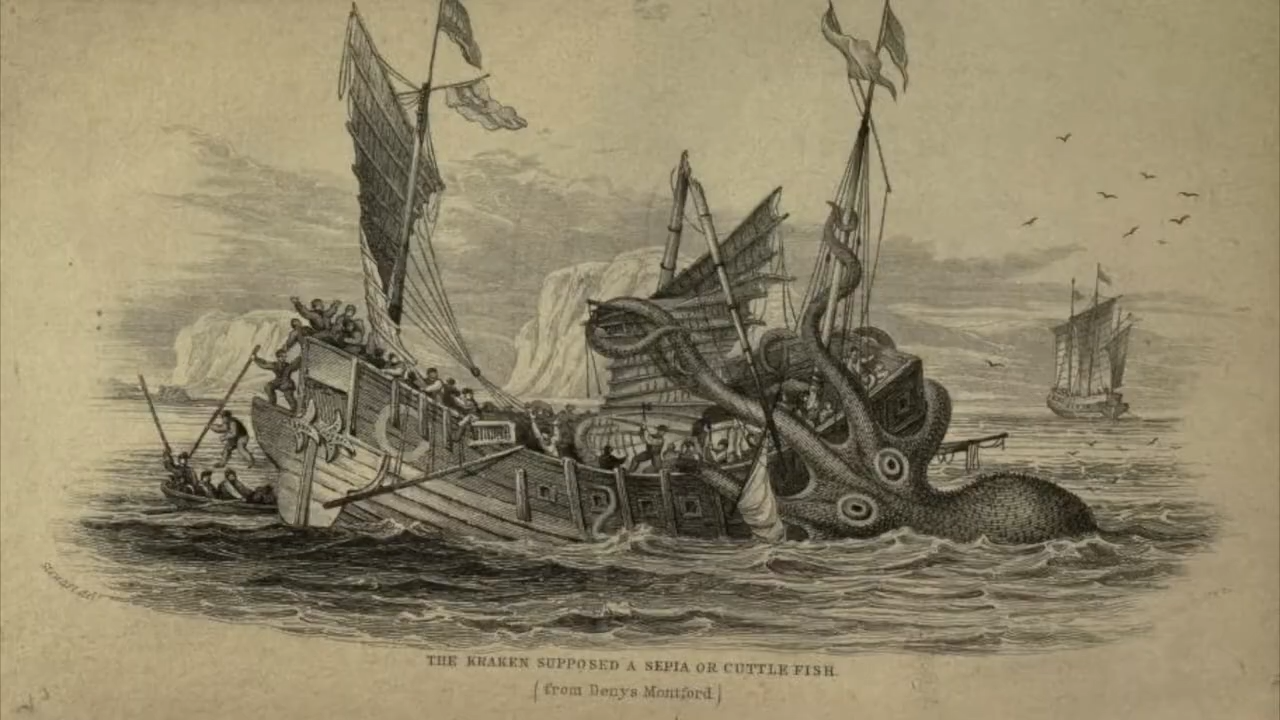 THE KRAKEN SUPPOSED A SEPIA OR CUTTLE FISH.
(from Denys Montford)